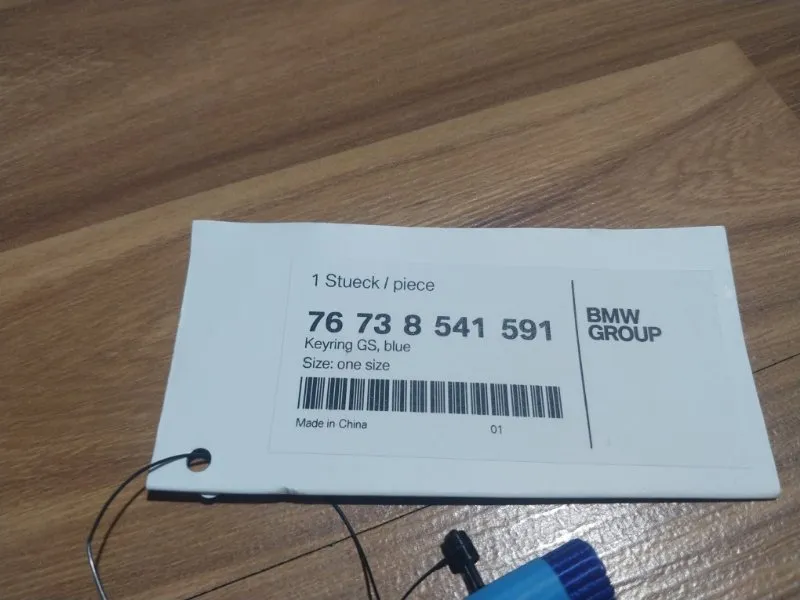 1 Stueck / piece
76 73 8 541 591
Keyring GS, blue
Size: one size
Made in China
01
BMW
GROUP